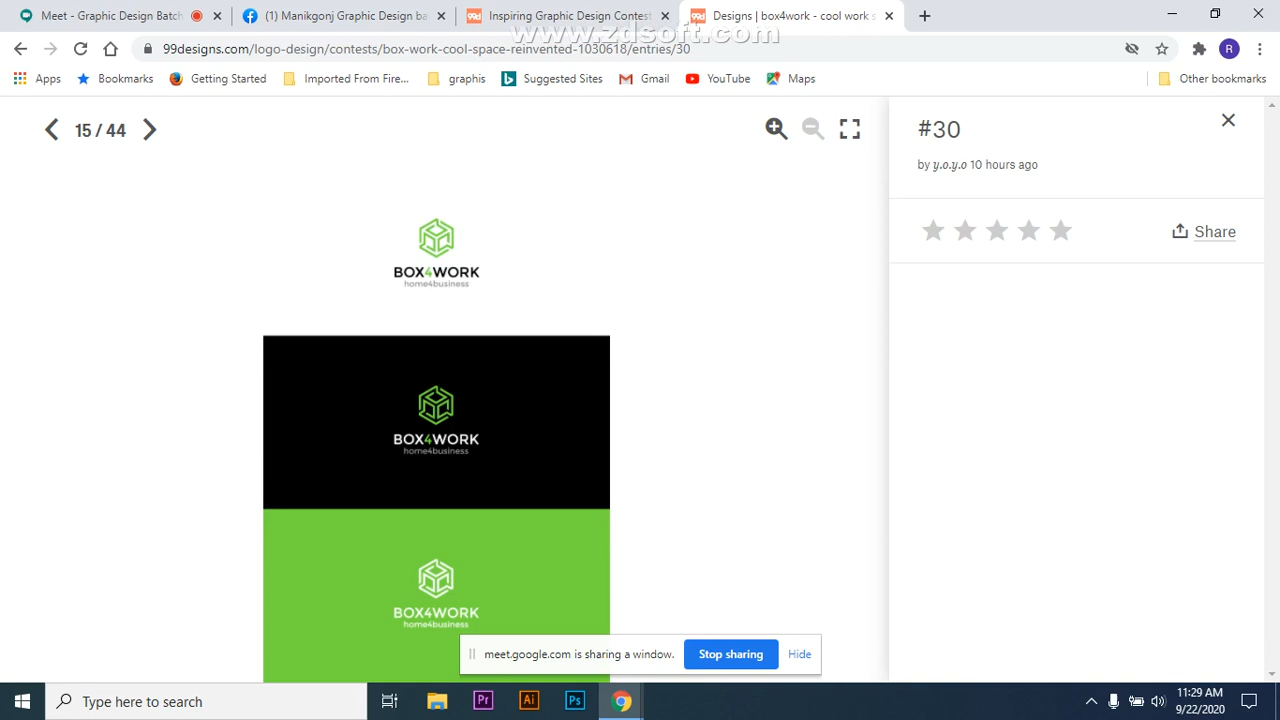 Meet - Graphic Design Batch
(1) Manikgonj Graphic Design b
Inspiring Graphic Design Contest
Designs | box4work - cool work s
www.zdsoft.com
99designs.com/logo-design/contests/box-work-cool-space-reinvented-1030618/entries/30
R
Apps
Bookmarks
Getting Started
Imported From Fire...
graphis
Suggested Sites
Gmail
YouTube
Maps
Other bookmarks
15 / 44
#30
by y.o.y.o 10 hours ago
Share
BOX4WORK
home4business
BOX4WORK
home4business
BOX4WORK
home4business
meet.google.com is sharing a window.
Stop sharing
Hide
Type here to search
Pr
Ai
Ps
11:29 AM
9/22/2020